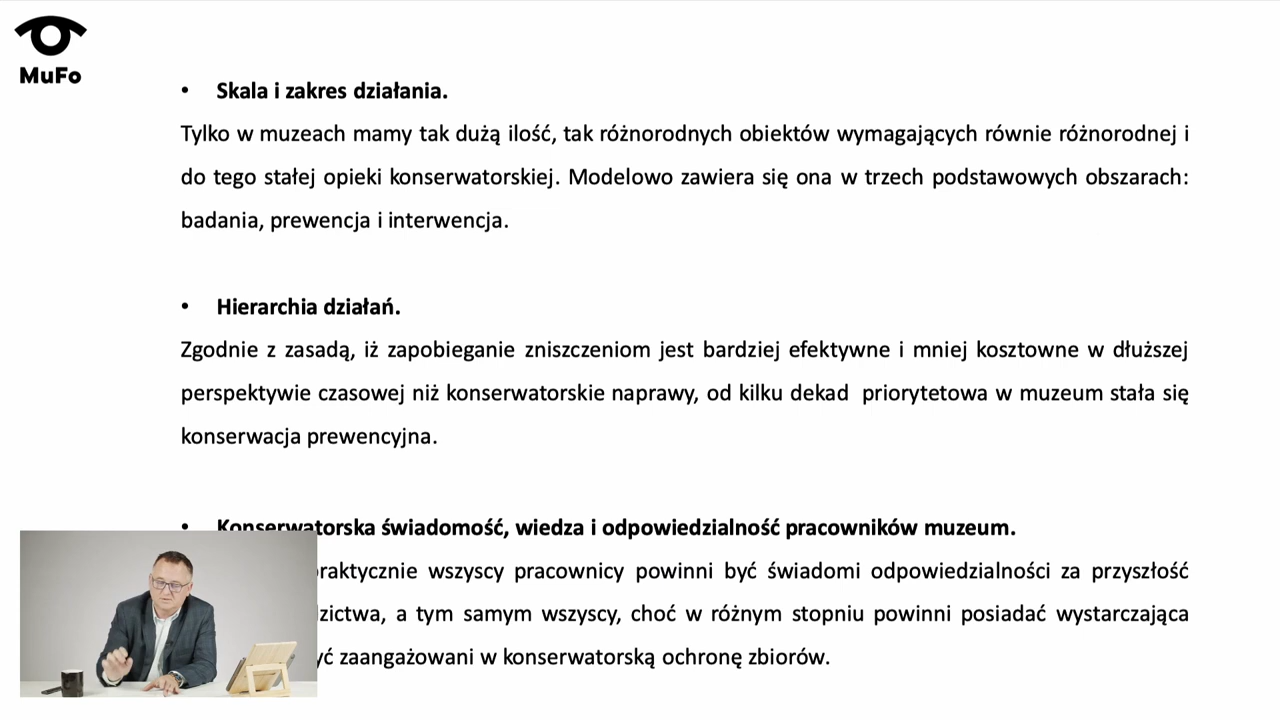 MuFo
• Skala i zakres działania.
Tylko w muzeach mamy tak dużą ilość, tak różnorodnych obiektów wymagających równie różnorodnej i
do tego stałej opieki konserwatorskiej. Modelowo zawiera się ona w trzech podstawowych obszarach:
badania, prewencja i interwencja.
• Hierarchia działań.
Zgodnie z zasadą, iż zapobieganie zniszczeniom jest bardziej efektywne i mniej kosztowne w dłuższej
perspektywie czasowej niż konserwatorskie naprawy, od kilku dekad priorytetowa w muzeum stała się
konserwacja prewencyjna.
• Konserwatorska świadomość, wiedza i odpowiedzialność pracowników muzeum.
praktycznie wszyscy pracownicy powinni być świadomi odpowiedzialności za przyszłość
a tym samym wszyscy, choć w różnym stopniu powinni posiadać wystarczająca
zaangażowani w konserwatorską ochronę zbiorów.